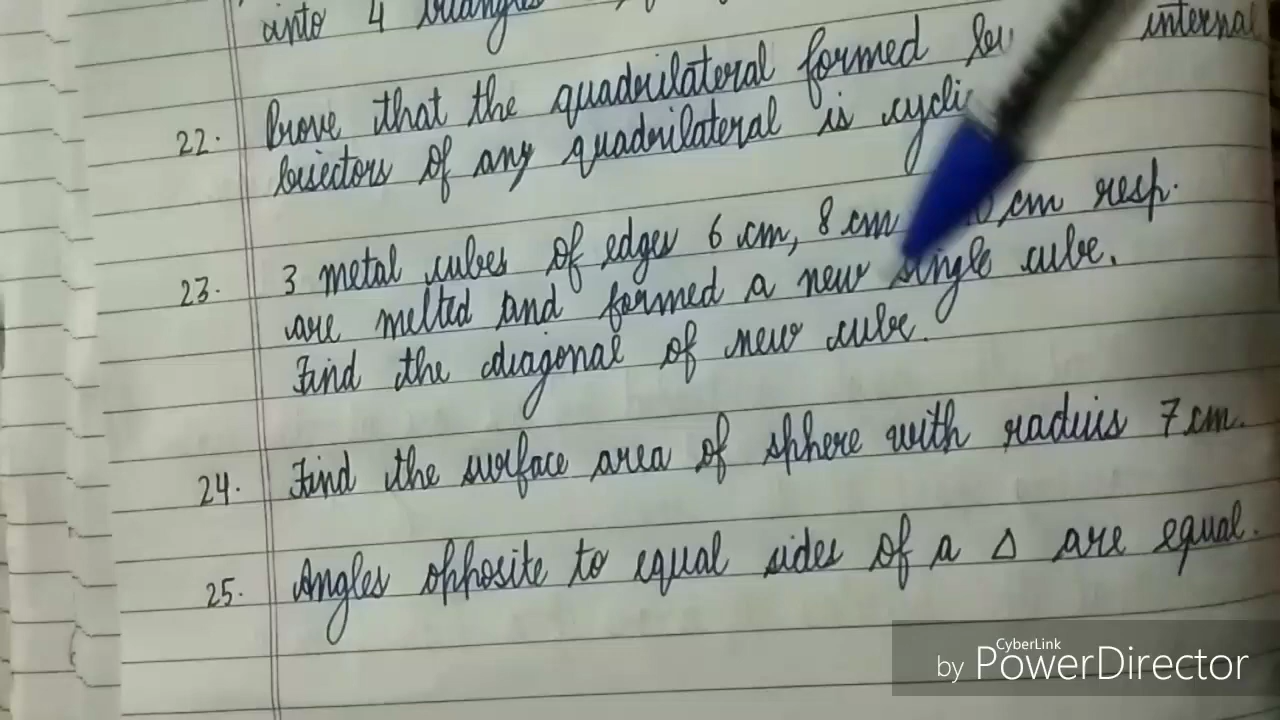 into 4 triangles
22. Prove that the quadrilateral formed internal
bisectors of any quadrilateral is
23. 3 metal cubes of edges 6 cm, 8 cm cm resp.
are melted and formed a new single cube.
Find the diagonal of new cube.
24. Find the surface area of sphere with radius 7 cm.
25. Angles opposite to equal sides of a Δ are equal.
CyberLink
by PowerDirector